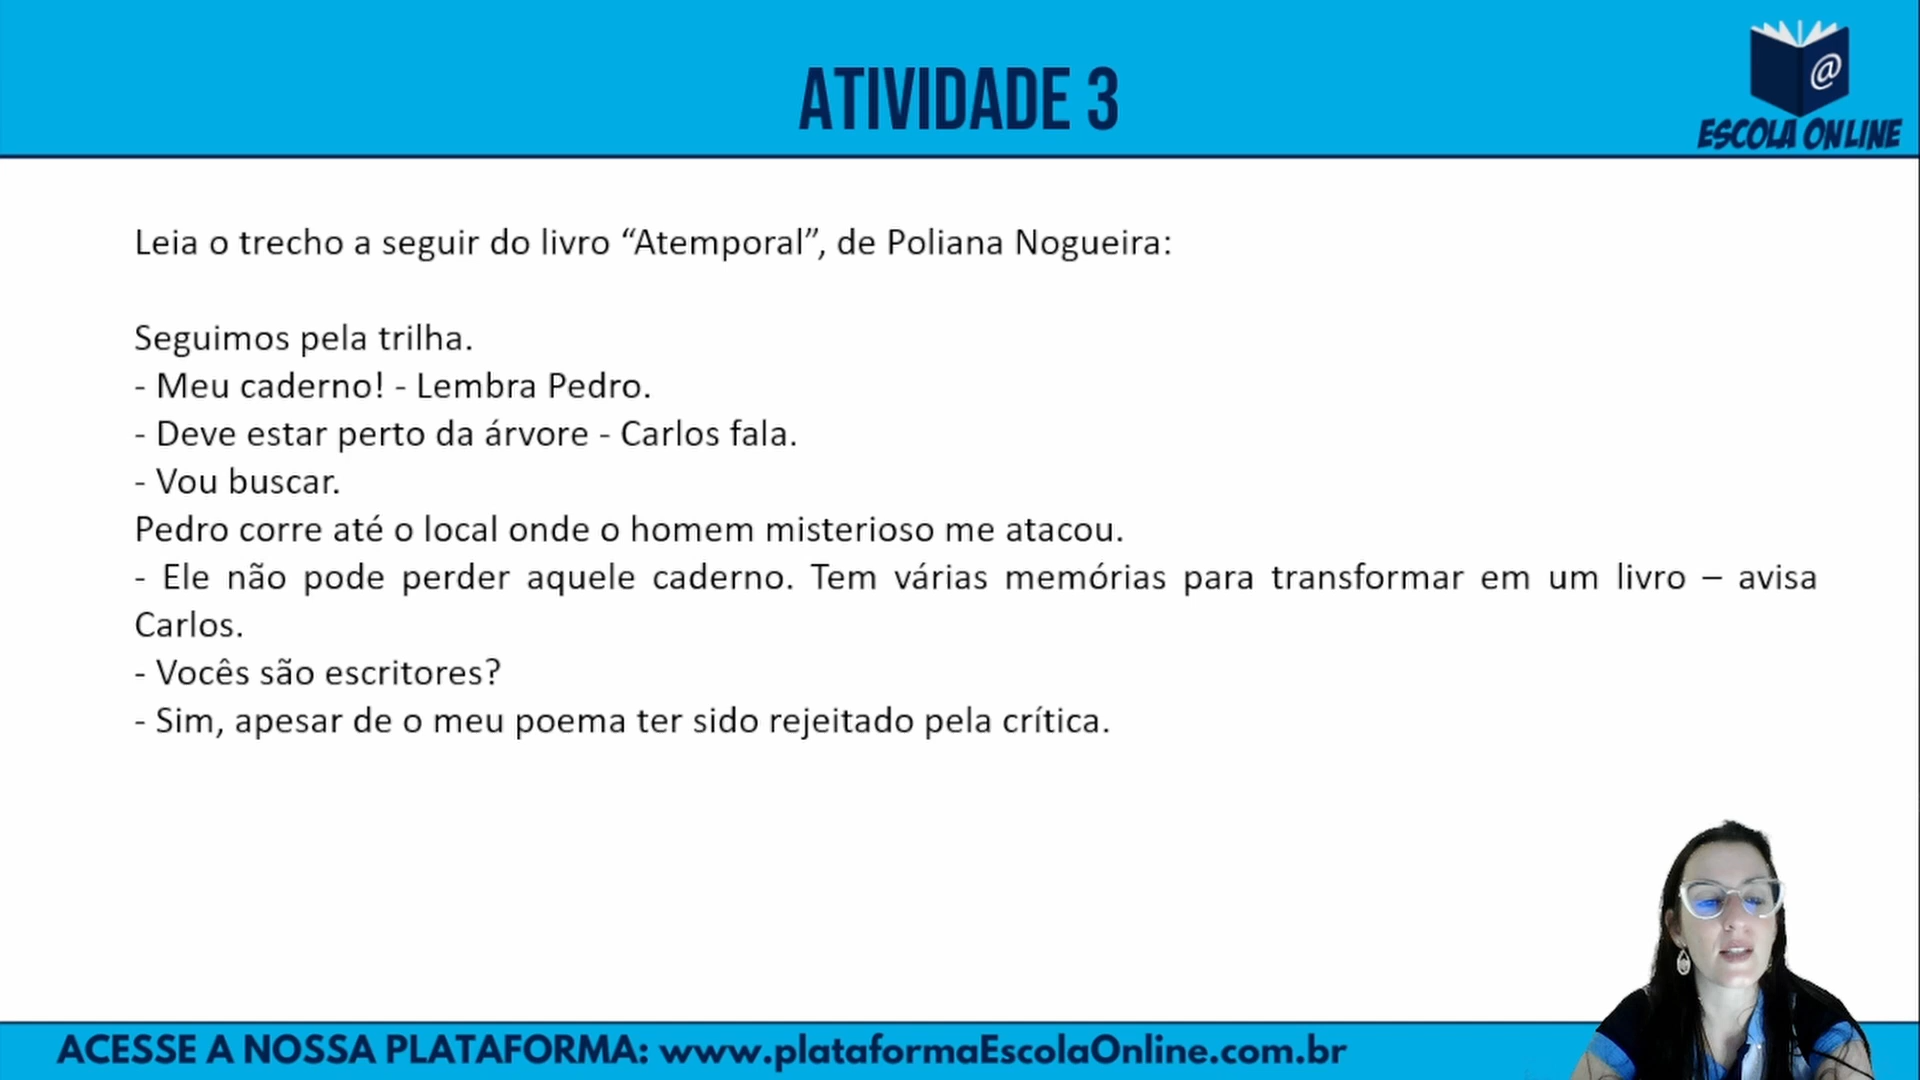 ATIVIDADE 3
@
ESCOLA ONLINE
Leia o trecho a seguir do livro “Atemporal”, de Poliana Nogueira:
Seguimos pela trilha.
- Meu caderno! - Lembra Pedro.
- Deve estar perto da árvore - Carlos fala.
- Vou buscar.
Pedro corre até o local onde o homem misterioso me atacou.
- Ele não pode perder aquele caderno. Tem várias memórias para transformar em um livro – avisa
Carlos.
- Vocês são escritores?
- Sim, apesar de o meu poema ter sido rejeitado pela crítica.
ACESSE A NOSSA PLATAFORMA: www.plataformaEscolaOnline.com.br